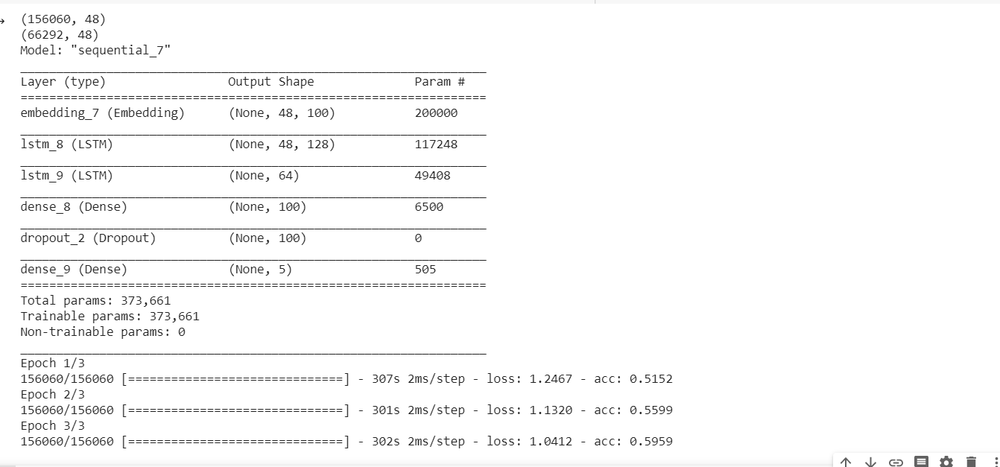 (156060, 48)
(66292, 48)
Model: "sequential_7"
_________________________________________________________________
Layer (type)                 Output Shape              Param #
=================================================================
embedding_7 (Embedding)      (None, 48, 100)           200000
_________________________________________________________________
lstm_8 (LSTM)                (None, 48, 128)           117248
_________________________________________________________________
lstm_9 (LSTM)                (None, 64)                49408
_________________________________________________________________
dense_8 (Dense)              (None, 100)               6500
_________________________________________________________________
dropout_2 (Dropout)          (None, 100)               0
_________________________________________________________________
dense_9 (Dense)              (None, 5)                 505
=================================================================
Total params: 373,661
Trainable params: 373,661
Non-trainable params: 0
_________________________________________________________________
Epoch 1/3
156060/156060 [==============================] - 307s 2ms/step - loss: 1.2467 - acc: 0.5152
Epoch 2/3
156060/156060 [==============================] - 301s 2ms/step - loss: 1.1320 - acc: 0.5599
Epoch 3/3
156060/156060 [==============================] - 302s 2ms/step - loss: 1.0412 - acc: 0.5959